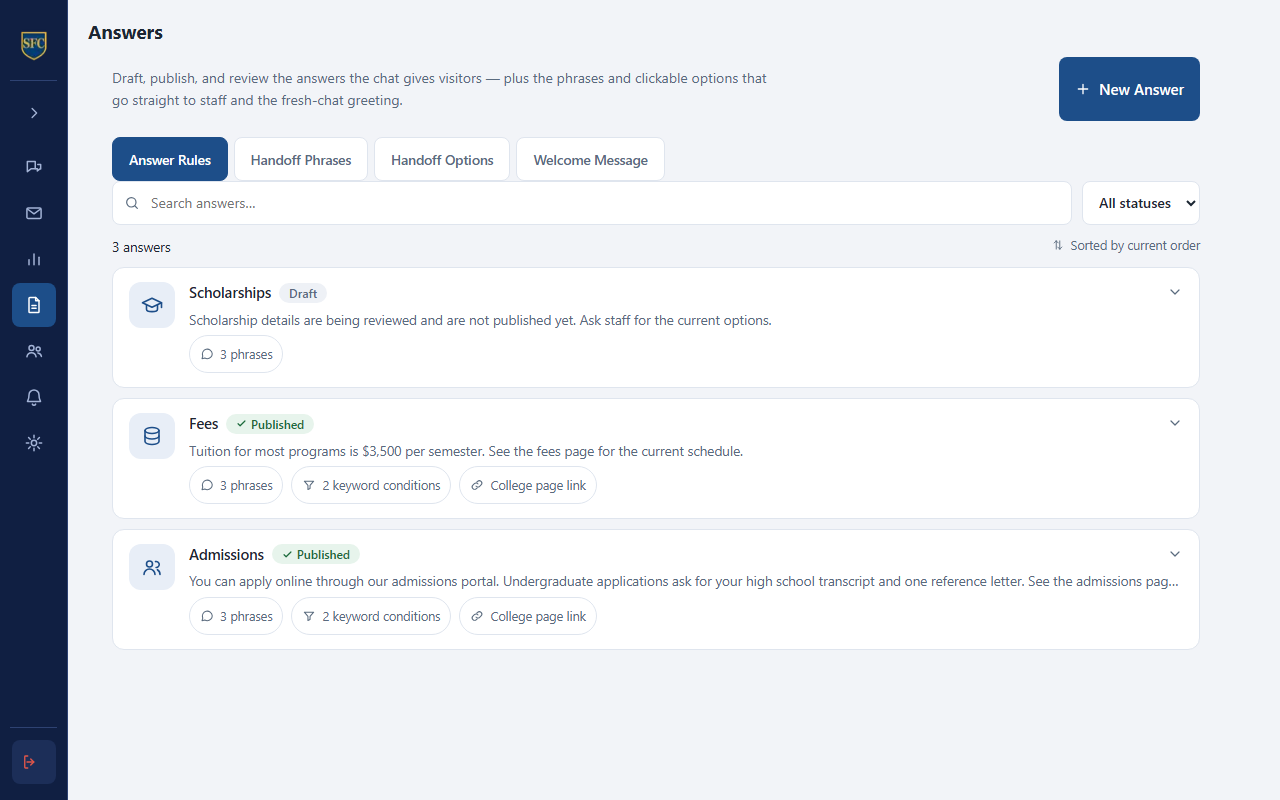 SFC
Answers
Draft, publish, and review the answers the chat gives visitors — plus the phrases and clickable options that
go straight to staff and the fresh-chat greeting.
+ New Answer
Answer Rules
Handoff Phrases
Handoff Options
Welcome Message
Search answers...
All statuses
3 answers
Sorted by current order
Scholarships Draft
Scholarship details are being reviewed and are not published yet. Ask staff for the current options.
3 phrases
Fees Published
Tuition for most programs is $3,500 per semester. See the fees page for the current schedule.
3 phrases
2 keyword conditions
College page link
Admissions Published
You can apply online through our admissions portal. Undergraduate applications ask for your high school transcript and one reference letter. See the admissions pag...
3 phrases
2 keyword conditions
College page link